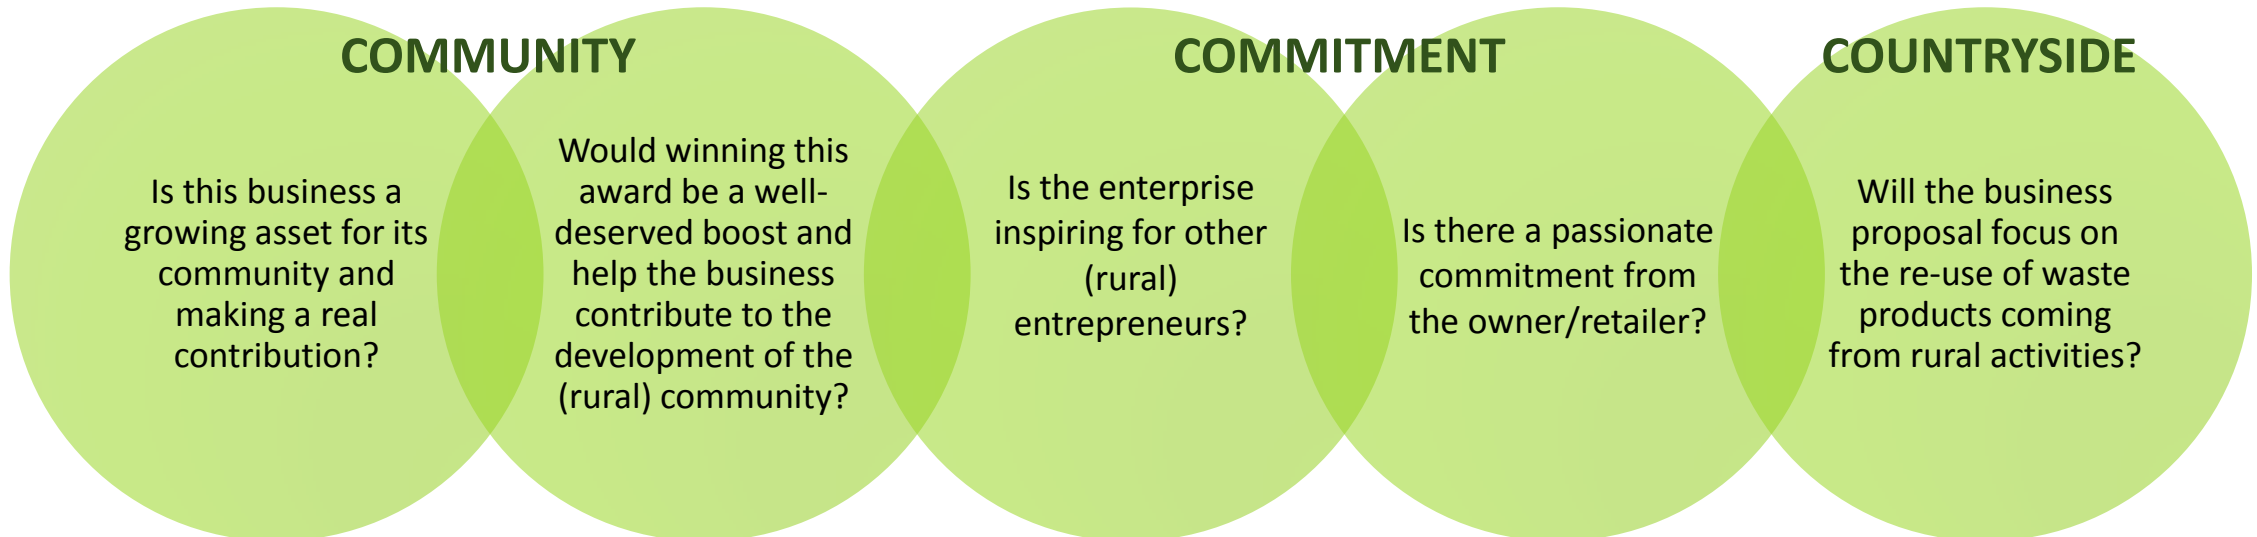 COMMUNITY
Is this business a
growing asset for its
community and
making a real
contribution?
Would winning this
award be a well-
deserved boost and
help the business
contribute to the
development of the
(rural) community?
COMMITMENT
Is the enterprise
inspiring for other
(rural)
entrepreneurs?
Is there a passionate
commitment from
the owner/retailer?
COUNTRYSIDE
Will the business
proposal focus on
the re-use of waste
products coming
from rural activities?